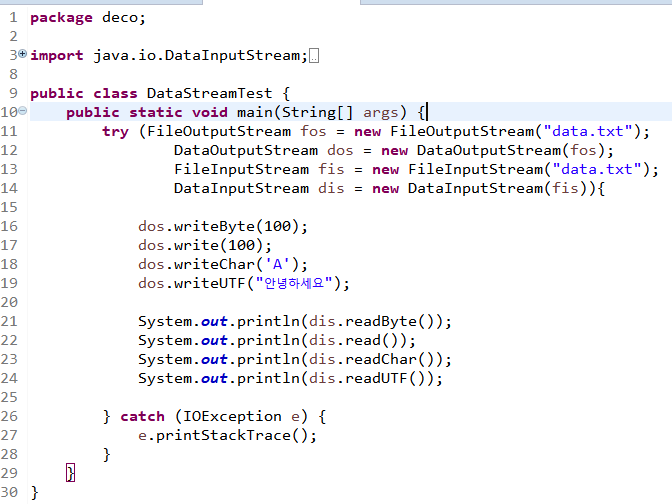 1 package deco;
2
3 import java.io.DataInputStream;
8
9 public class DataStreamTest {
10 public static void main(String[] args) {
11 try (FileOutputStream fos = new FileOutputStream("data.txt");
12 DataOutputStream dos = new DataOutputStream(fos);
13 FileInputStream fis = new FileInputStream("data.txt");
14 DataInputStream dis = new DataInputStream(fis)){
15
16 dos.writeByte(100);
17 dos.write(100);
18 dos.writeChar('A');
19 dos.writeUTF("안녕하세요");
20
21 System.out.println(dis.readByte());
22 System.out.println(dis.read());
23 System.out.println(dis.readChar());
24 System.out.println(dis.readUTF());
25
26 } catch (IOException e) {
27 e.printStackTrace();
28 }
29 }
30 }